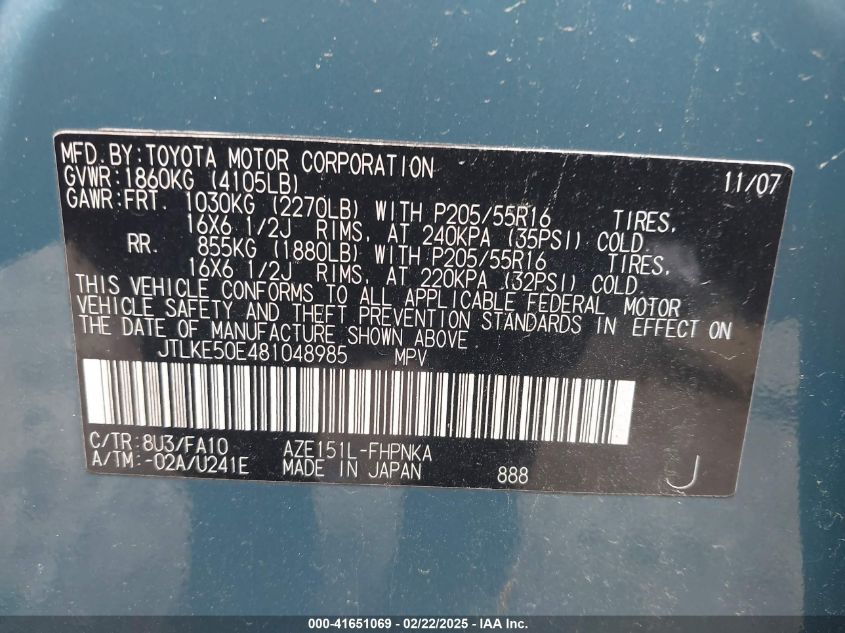 MFD. BY: TOYOTA MOTOR CORPORATION 11/07
GVWR: 1860KG (4105LB)
GAWR: FRT. 1030KG (2270LB) WITH P205/55R16 TIRES,
16X6 1/2J RIMS, AT 240KPA (35PSI) COLD.
RR. 855KG (1880LB) WITH P205/55R16 TIRES,
16X6 1/2J RIMS, AT 220KPA (32PSI) COLD.
THIS VEHICLE CONFORMS TO ALL APPLICABLE FEDERAL MOTOR
VEHICLE SAFETY AND THEFT PREVENTION STANDARDS IN EFFECT ON
THE DATE OF MANUFACTURE SHOWN ABOVE.
JTLKE50E481048985 MPV
C/TR: 8U3/FA10 AZE151L-FHPNKA
A/TM: -02A/U241E MADE IN JAPAN 888 J
000-41651069 - 02/22/2025 - IAA Inc.